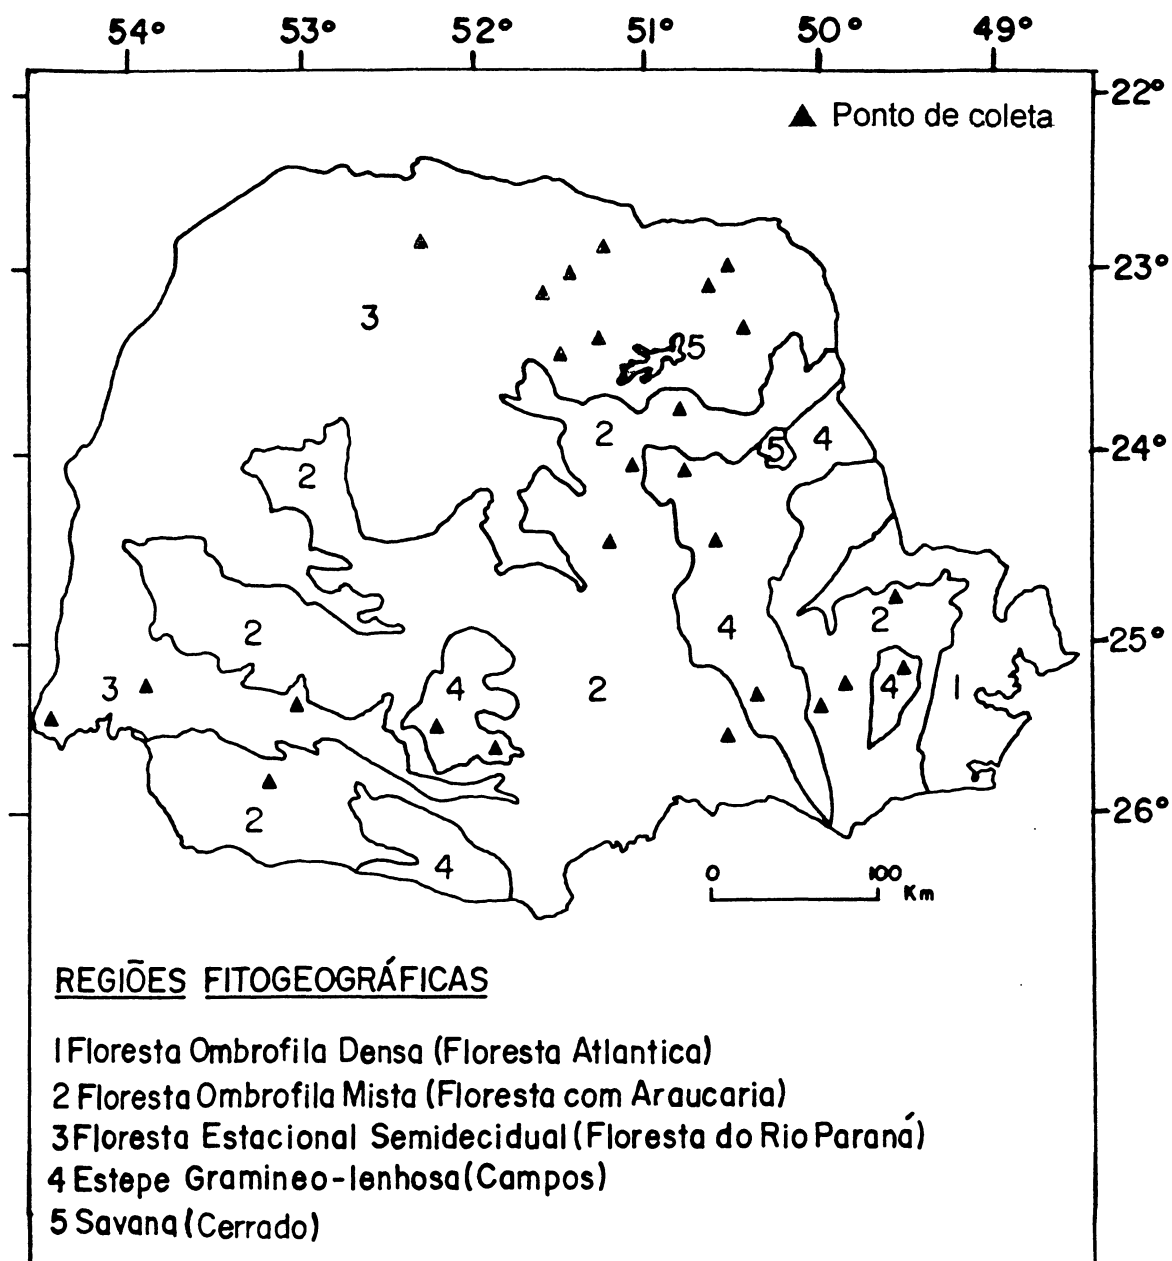 54° 53° 52° 51° 50° 49°
22°
▲ Ponto de coleta
23°
3
5
2 5 4 24°
2
4 2
2 25°
3 4 2 4 1
2 26°
4
0 100
Km
REGIÕES FITOGEOGRÁFICAS
1 Floresta Ombrofila Densa (Floresta Atlantica)
2 Floresta Ombrofila Mista (Floresta com Araucaria)
3 Floresta Estacional Semidecidual (Floresta do Rio Paraná)
4 Estepe Gramineo-lenhosa (Campos)
5 Savana (Cerrado)